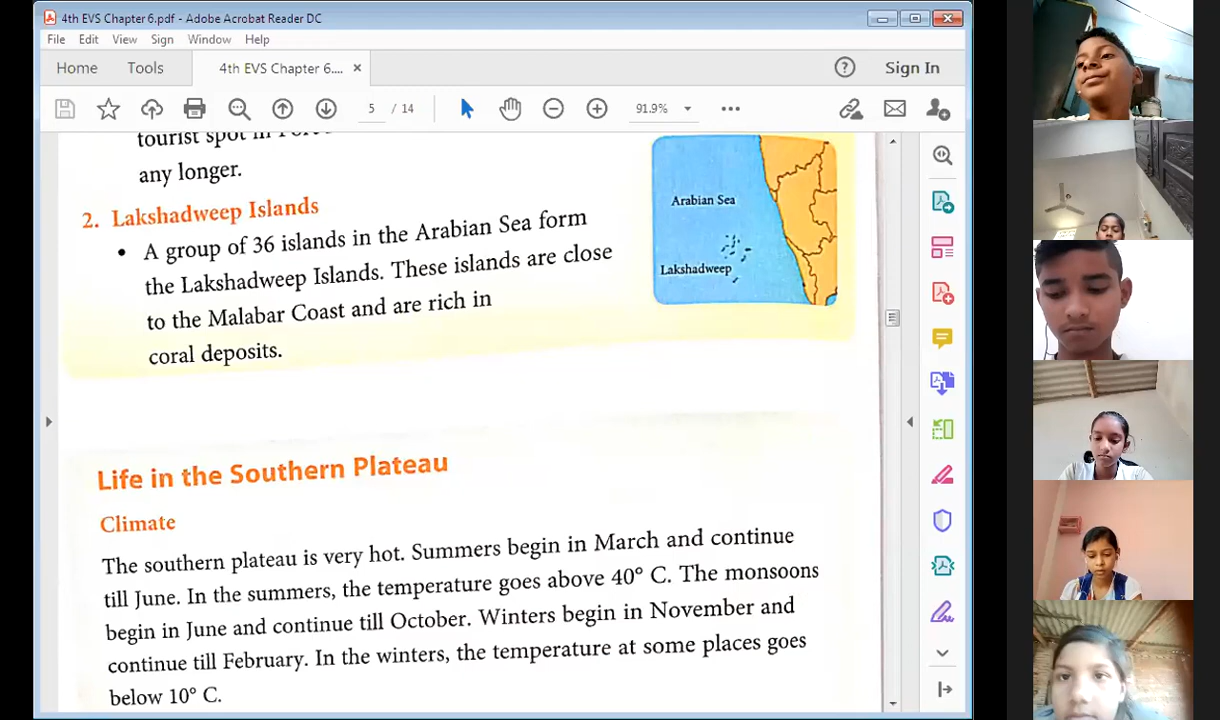 4th EVS Chapter 6.pdf - Adobe Acrobat Reader DC
File Edit View Sign Window Help
Home Tools 4th EVS Chapter 6.... × Sign In
5 / 14 91.9%
tourist spot in
any longer.
2. Lakshadweep Islands
• A group of 36 islands in the Arabian Sea form
the Lakshadweep Islands. These islands are close
to the Malabar Coast and are rich in
coral deposits.
Arabian Sea
Lakshadweep
Life in the Southern Plateau
Climate
The southern plateau is very hot. Summers begin in March and continue
till June. In the summers, the temperature goes above 40° C. The monsoons
begin in June and continue till October. Winters begin in November and
continue till February. In the winters, the temperature at some places goes
below 10° C.